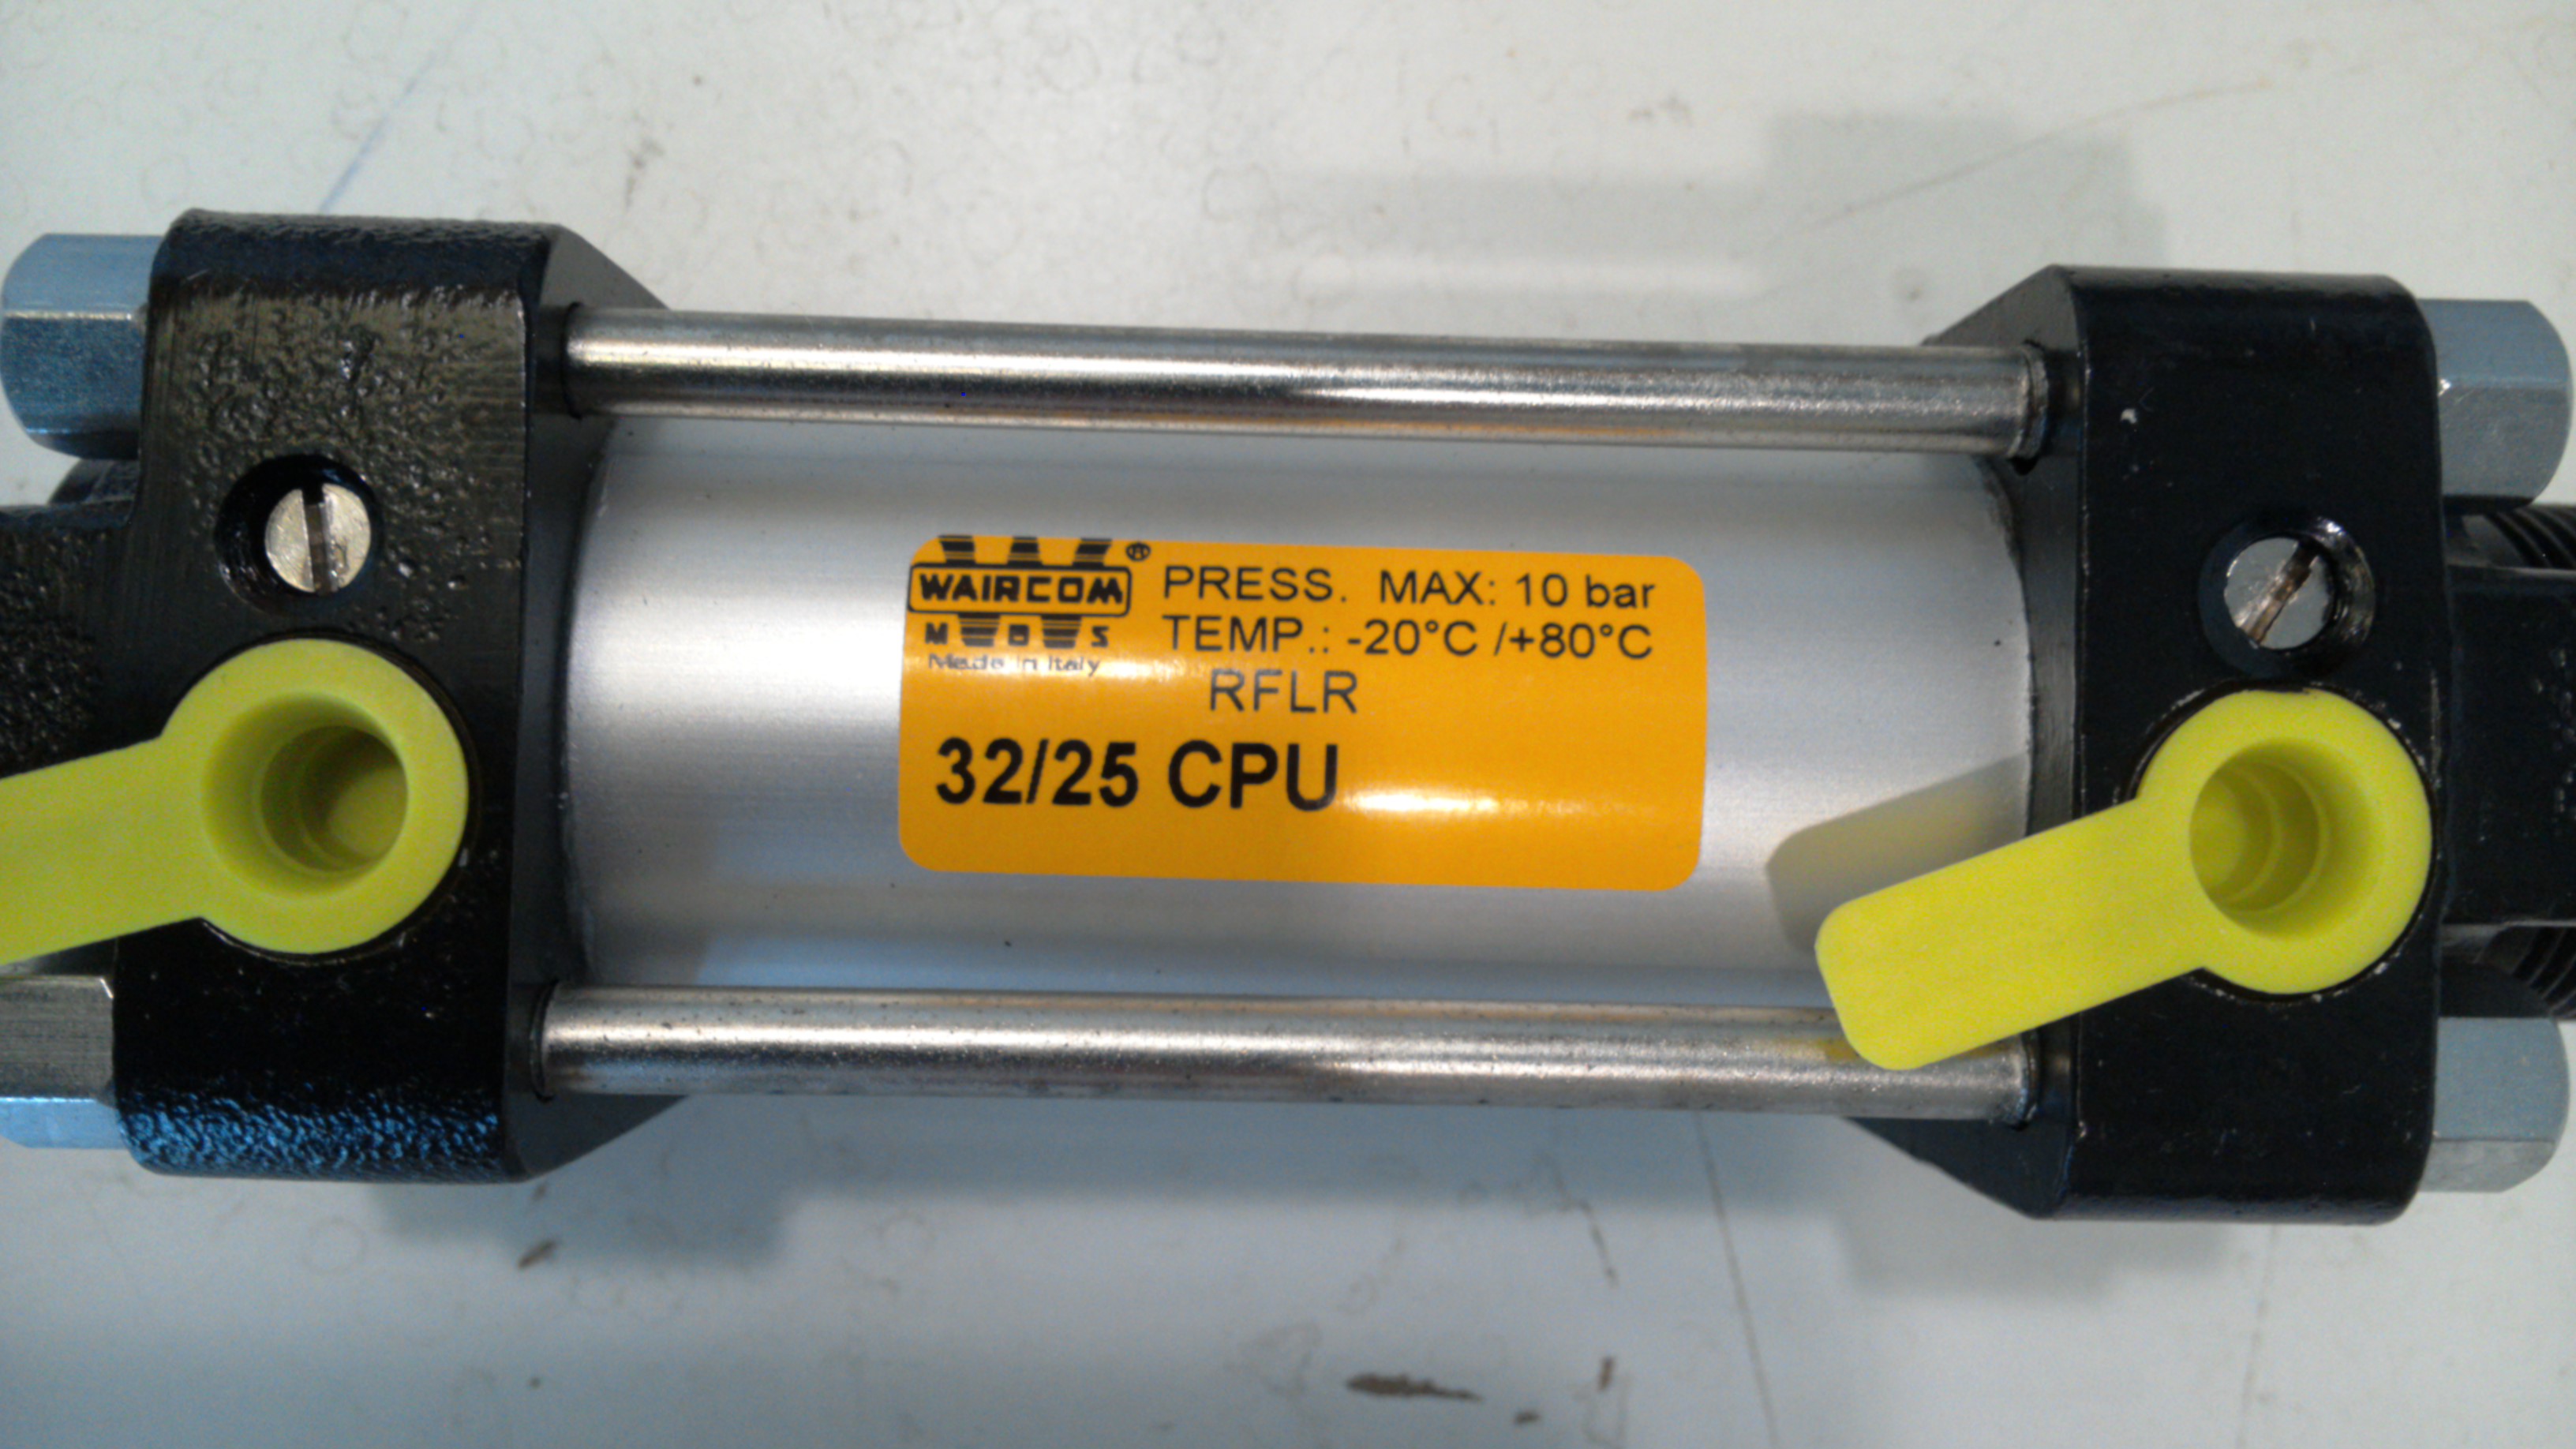 W®
WAIRCOM
M B S
Made in Italy
PRESS. MAX: 10 bar
TEMP.: -20°C /+80°C
RFLR
32/25 CPU